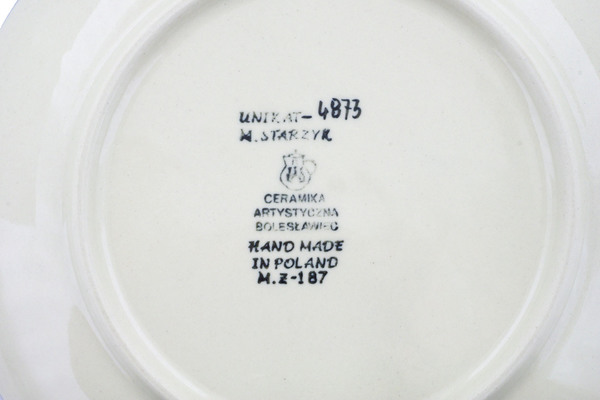 UNIKAT-4873
M.STARZYK
CERAMIKA
ARTYSTYCZNA
BOLESŁAWIEC
HAND MADE
IN POLAND
M.Z-187